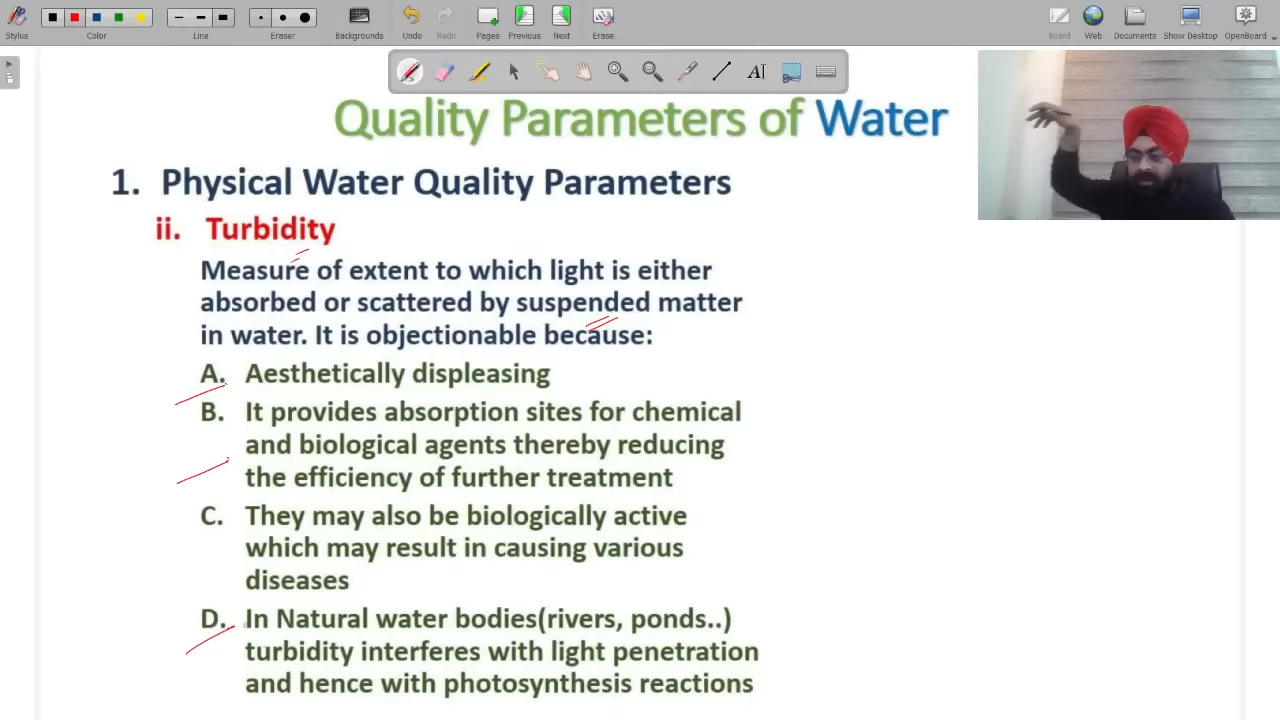 Color
Line
Eraser
Stylus
Backgrounds
Undo
Redo
Pages
Previous
Next
Erase
Board
Web
Documents
Show Desktop
OpenBoard
Quality Parameters of Water
1. Physical Water Quality Parameters
ii. Turbidity
Measure of extent to which light is either
absorbed or scattered by suspended matter
in water. It is objectionable because:
A. Aesthetically displeasing
B. It provides absorption sites for chemical
and biological agents thereby reducing
the efficiency of further treatment
C. They may also be biologically active
which may result in causing various
diseases
D. In Natural water bodies(rivers, ponds..)
turbidity interferes with light penetration
and hence with photosynthesis reactions